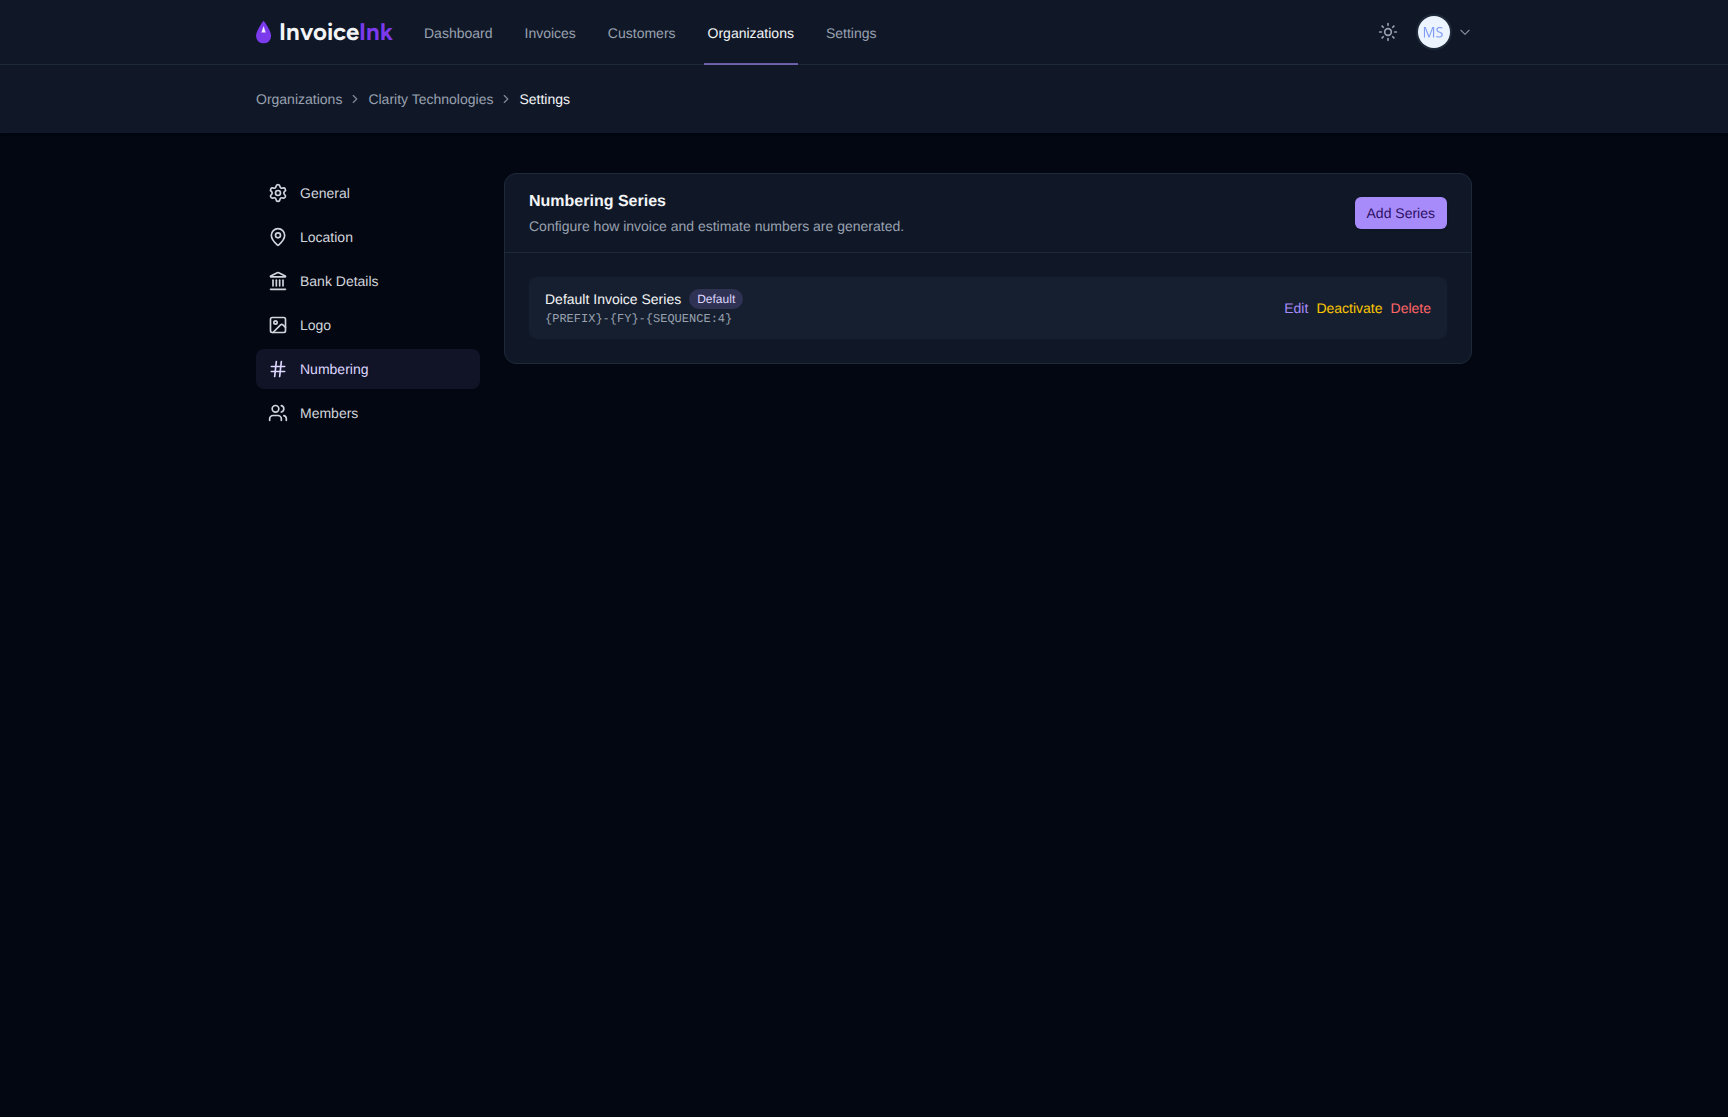 InvoiceInk Dashboard Invoices Customers Organizations Settings MS
Organizations Clarity Technologies Settings
General
Location
Bank Details
Logo
Numbering
Members
Numbering Series
Configure how invoice and estimate numbers are generated.
Add Series
Default Invoice Series Default
{PREFIX}-{FY}-{SEQUENCE:4}
Edit Deactivate Delete